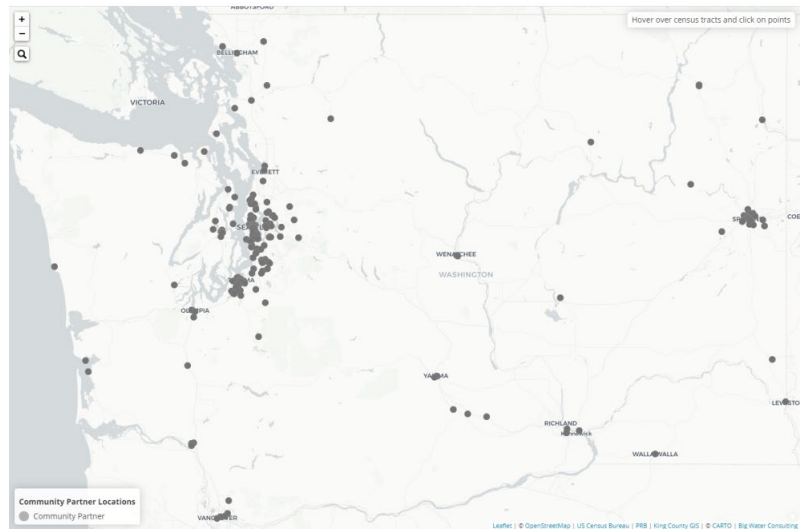 ABBOTSFORD
+
Hover over census tracts and click on points
−
BELLINGHAM
VICTORIA
EVERETT
SEATTLE
WENATCHEE
WASHINGTON
OLYMPIA
YAKIMA
RICHLAND
Kennewick
WALLA WALLA
VANCOUVER
Community Partner Locations
Community Partner
Leaflet | © OpenStreetMap | US Census Bureau | PRB | King County GIS | © CARTO | Big Water Consulting